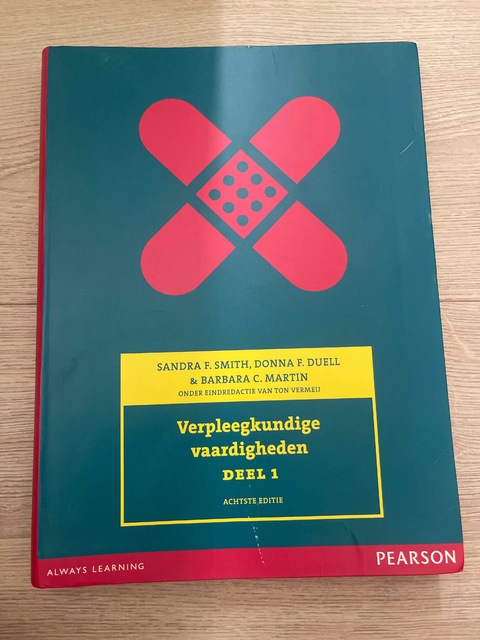 SANDRA F. SMITH, DONNA F. DUELL
& BARBARA C. MARTIN
ONDER EINDREDACTIE VAN TON VERMEIJ
Verpleegkundige
vaardigheden
DEEL 1
ACHTSTE EDITIE
ALWAYS LEARNING
PEARSON